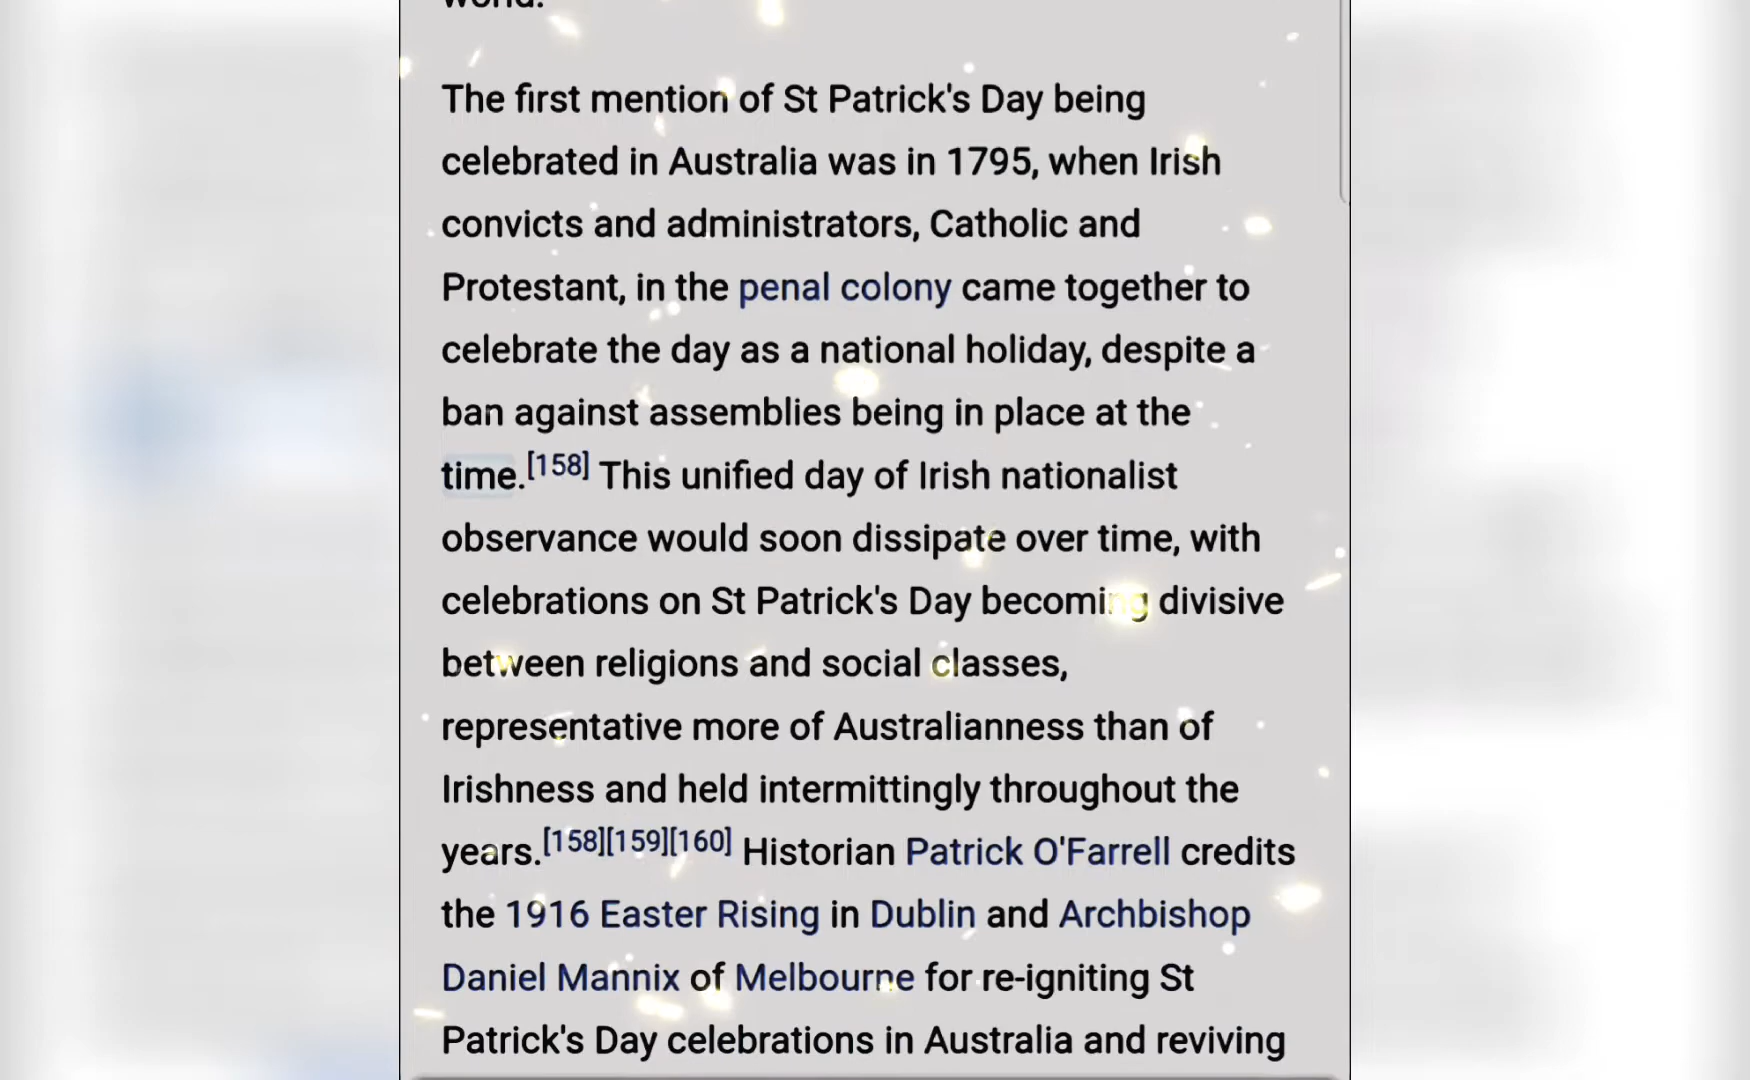 world.
The first mention of St Patrick's Day being
celebrated in Australia was in 1795, when Irish
convicts and administrators, Catholic and
Protestant, in the penal colony came together to
celebrate the day as a national holiday, despite a
ban against assemblies being in place at the
time.[158] This unified day of Irish nationalist
observance would soon dissipate over time, with
celebrations on St Patrick's Day becoming divisive
between religions and social classes,
representative more of Australianness than of
Irishness and held intermittingly throughout the
years.[158][159][160] Historian Patrick O'Farrell credits
the 1916 Easter Rising in Dublin and Archbishop
Daniel Mannix of Melbourne for re-igniting St
Patrick's Day celebrations in Australia and reviving